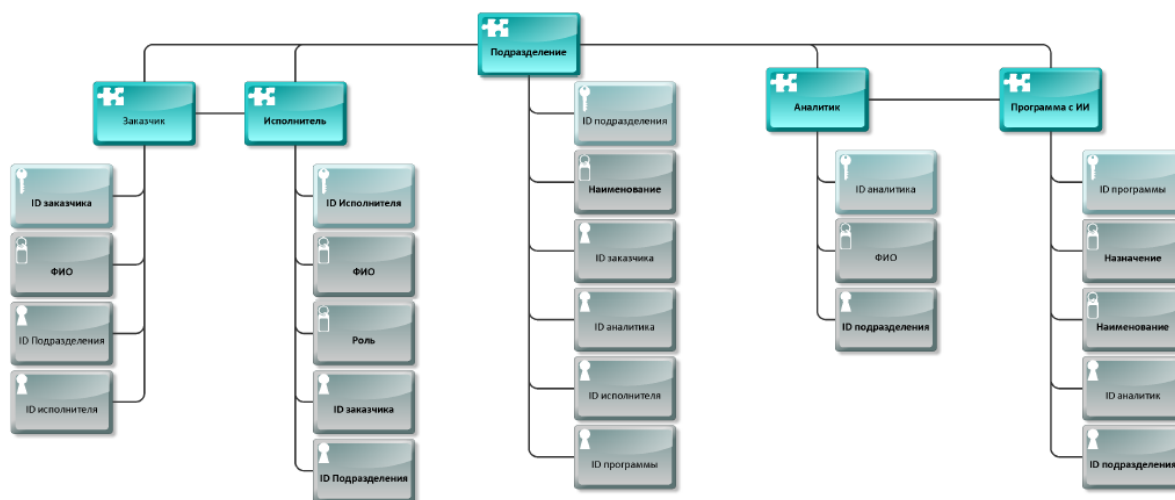 Подразделение
Заказчик
Исполнитель
Аналитик
Программа с ИИ
ID заказчика
ФИО
ID Подразделения
ID исполнителя
ID Исполнителя
ФИО
Роль
ID заказчика
ID Подразделения
ID подразделения
Наименование
ID заказчика
ID аналитика
ID исполнителя
ID программы
ID аналитика
ФИО
ID подразделения
ID программы
Назначение
Наименование
ID аналитик
ID подразделения